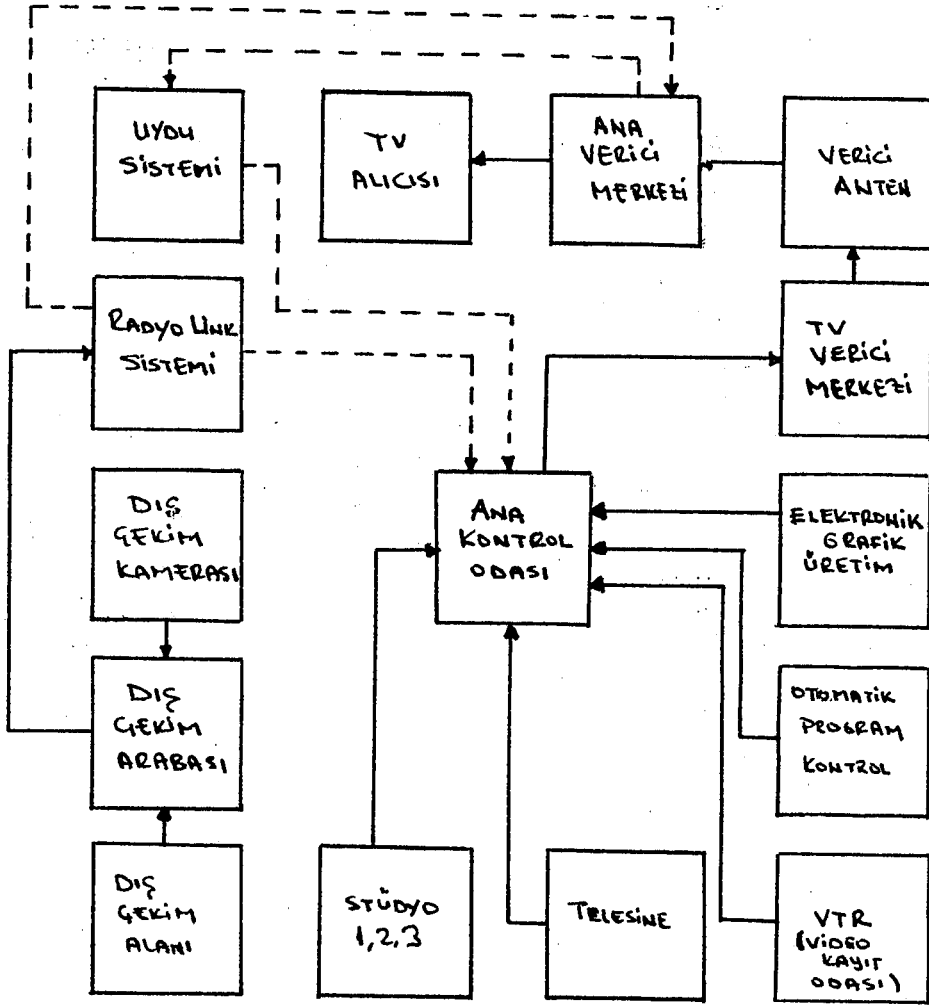 UYDU
SİSTEMİ
TV
ALICISI
ANA
VERİCİ
MERKEZİ
VERİCİ
ANTEN
RADYO LİNK
SİSTEMİ
TV
VERİCİ
MERKEZİ
DIŞ
ÇEKİM
KAMERASI
ANA
KONTROL
ODASI
ELEKTRONİK
GRAFİK
ÜRETİM
DIŞ
ÇEKİM
ARABASI
OTOMATİK
PROGRAM
KONTROL
DIŞ
ÇEKİM
ALANI
STÜDYO
1,2,3
TELESİNE
VTR
(VİDEO
KAYIT
ODASI)